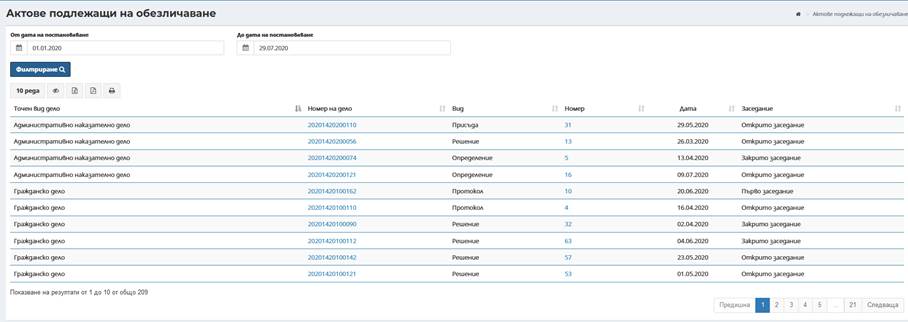 Актове подлежащи на обезличаване
Актове подлежащи на обезличаване
От дата на постановяване До дата на постановяване
01.01.2020 29.07.2020
Филтриране
10 реда
Точен вид дело Номер на дело Вид Номер Дата Заседание
Административно наказателно дело 20201420200110 Присъда 31 29.05.2020 Открито заседание
Административно наказателно дело 20201420200056 Решение 13 26.03.2020 Открито заседание
Административно наказателно дело 20201420200074 Определение 5 13.04.2020 Закрито заседание
Административно наказателно дело 20201420200121 Определение 16 09.07.2020 Открито заседание
Гражданско дело 20201420100162 Протокол 10 20.06.2020 Първо заседание
Гражданско дело 20201420100110 Протокол 4 16.04.2020 Открито заседание
Гражданско дело 20201420100090 Решение 32 02.04.2020 Закрито заседание
Гражданско дело 20201420100112 Решение 63 04.06.2020 Закрито заседание
Гражданско дело 20201420100142 Решение 57 23.05.2020 Открито заседание
Гражданско дело 20201420100121 Решение 53 01.05.2020 Открито заседание
Показване на резултати от 1 до 10 от общо 209
Предишна 1 2 3 4 5 ... 21 Следваща